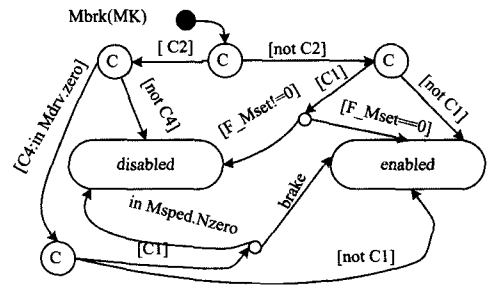 Mbrk(MK)
[ C2]
C
C
[not C2]
C
[C4:in Mdrv.zero]
[not C4]
[F_Mset!=0]
[C1]
[F_Mset==0]
[not C1]
disabled
enabled
in Msped.Nzero
brake
C
[C1]
[not C1]